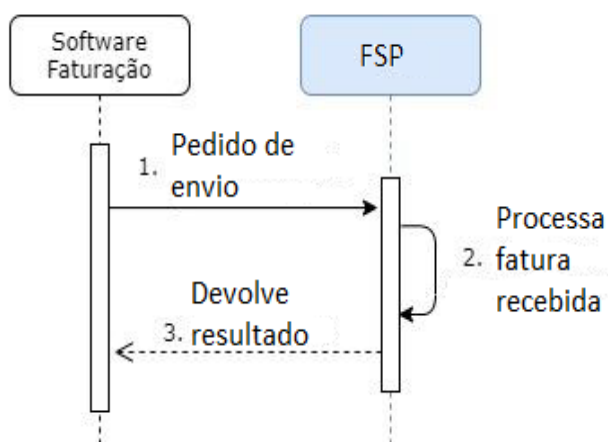 Software
Faturação
FSP
1. Pedido de
envio
2. Processa
fatura
recebida
Devolve
3. resultado